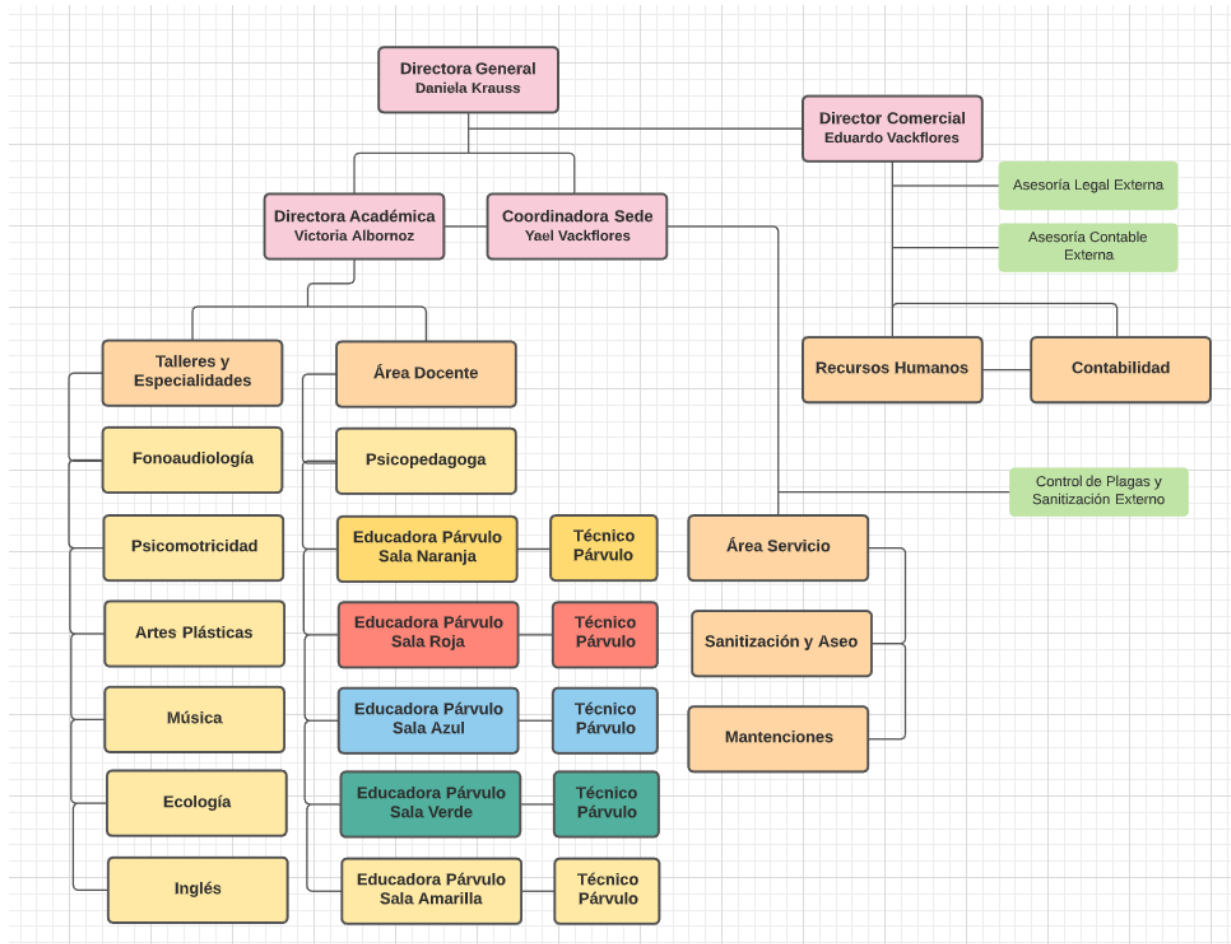 Directora General
Daniela Krauss
Director Comercial
Eduardo Vackflores
Asesoría Legal Externa
Directora Académica
Victoria Albornoz
Coordinadora Sede
Yael Vackflores
Asesoría Contable
Externa
Talleres y
Especialidades
Área Docente
Recursos Humanos
Contabilidad
Fonoaudiología
Psicopedagoga
Control de Plagas y
Sanitización Externo
Psicomotricidad
Educadora Párvulo
Sala Naranja
Técnico
Párvulo
Área Servicio
Artes Plásticas
Educadora Párvulo
Sala Roja
Técnico
Párvulo
Sanitización y Aseo
Música
Educadora Párvulo
Sala Azul
Técnico
Párvulo
Mantenciones
Ecología
Educadora Párvulo
Sala Verde
Técnico
Párvulo
Inglés
Educadora Párvulo
Sala Amarilla
Técnico
Párvulo